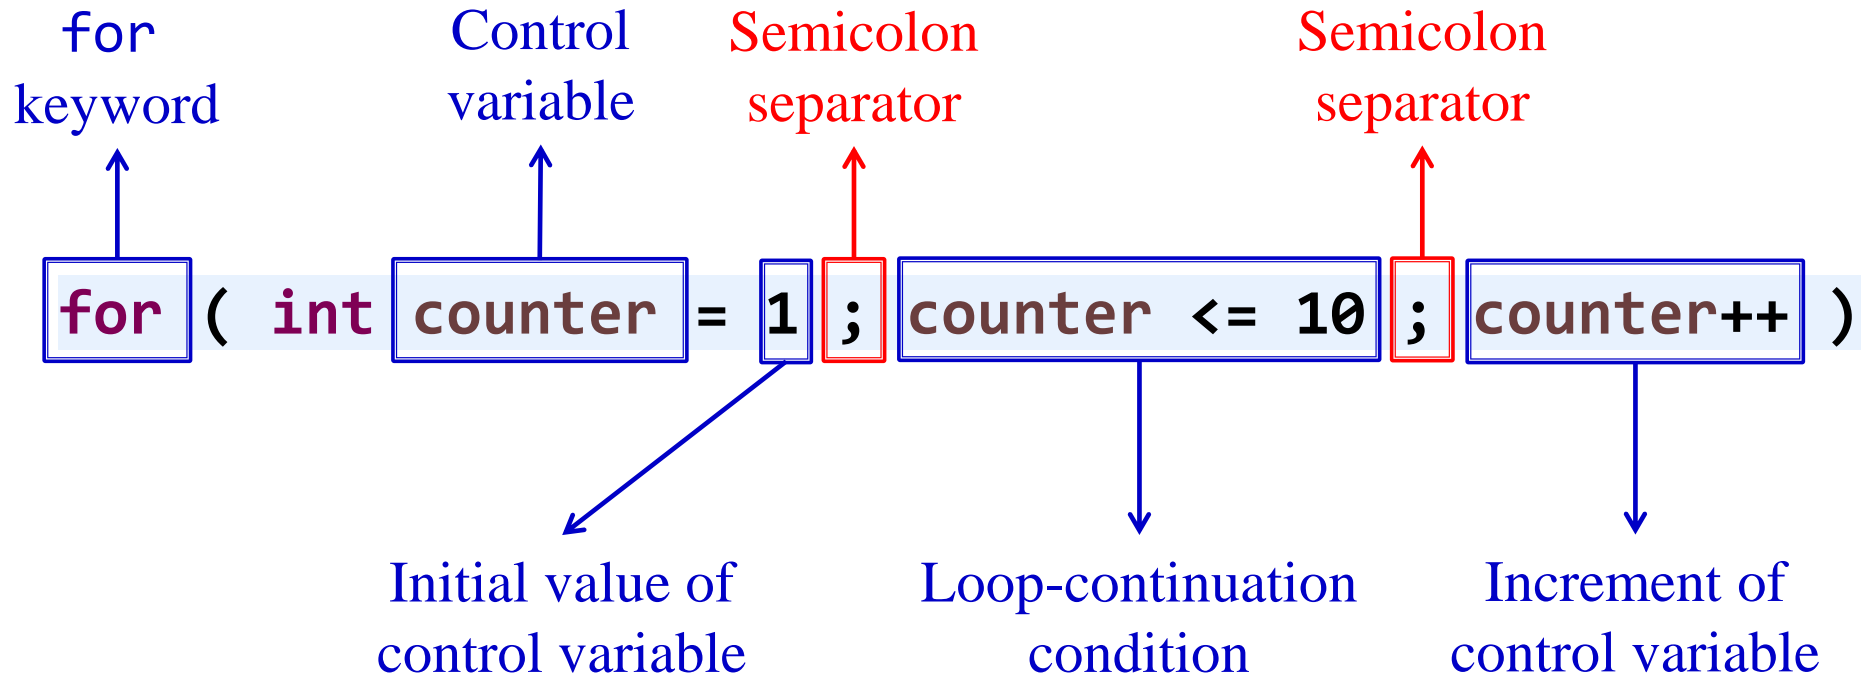 for
keyword
Control
variable
Semicolon
separator
Semicolon
separator
for ( int counter = 1 ; counter <= 10 ; counter++ )
Initial value of
control variable
Loop-continuation
condition
Increment of
control variable